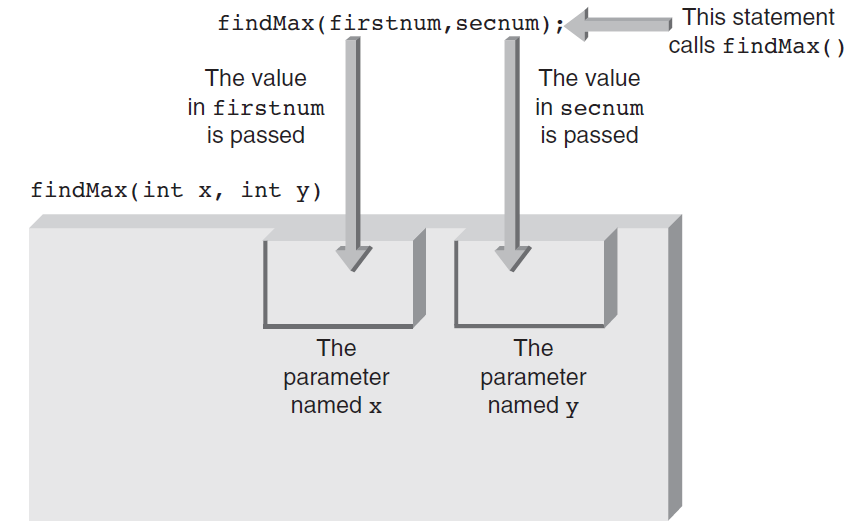 findMax(firstnum,secnum);
This statement
calls findMax()
The value
in firstnum
is passed
The value
in secnum
is passed
findMax(int x, int y)
The
parameter
named x
The
parameter
named y